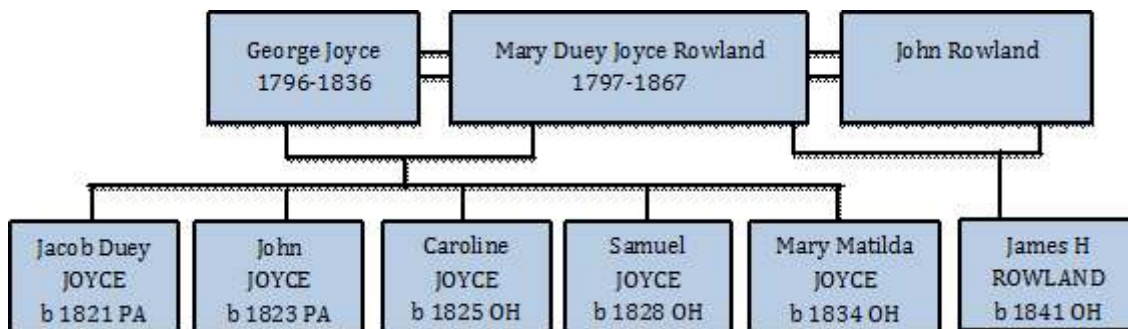 George Joyce
1796-1836
Mary Duey Joyce Rowland
1797-1867
John Rowland
Jacob Duey
JOYCE
b 1821 PA
John
JOYCE
b 1823 PA
Caroline
JOYCE
b 1825 OH
Samuel
JOYCE
b 1828 OH
Mary Matilda
JOYCE
b 1834 OH
James H
ROWLAND
b 1841 OH